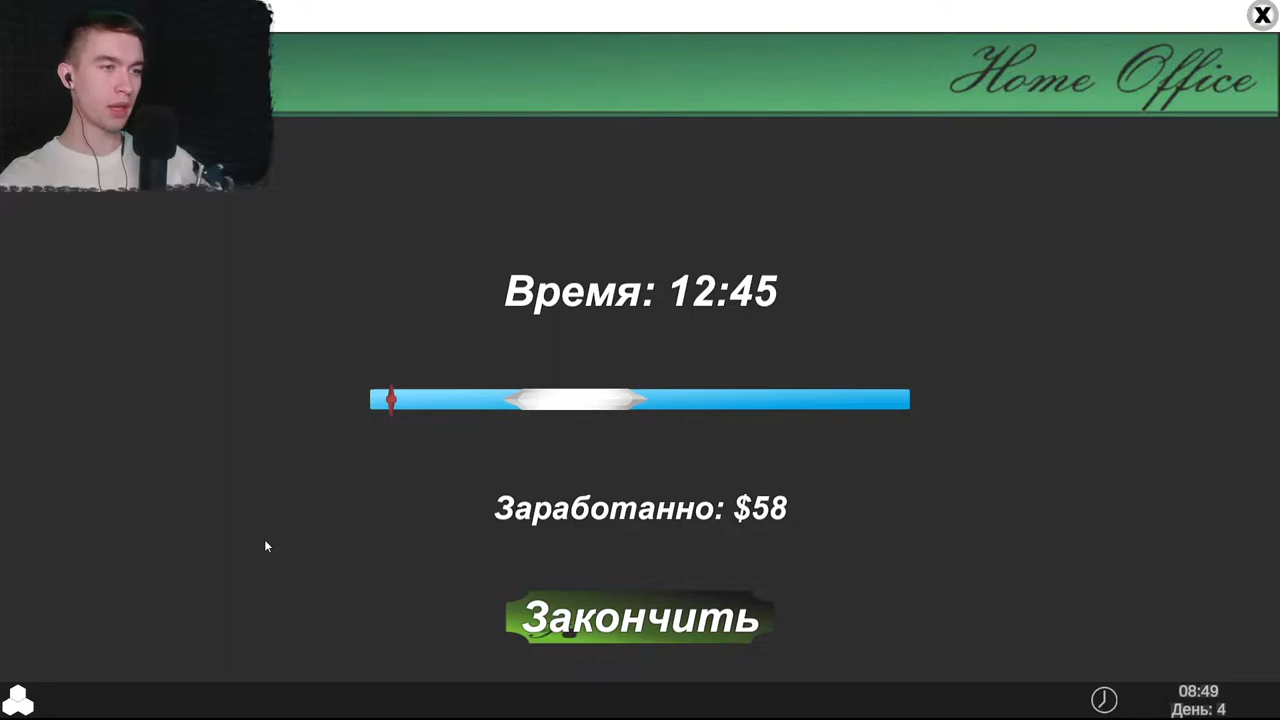 X
Home Office
Время: 12:45
Заработанно: $58
Закончить
08:49
День: 4